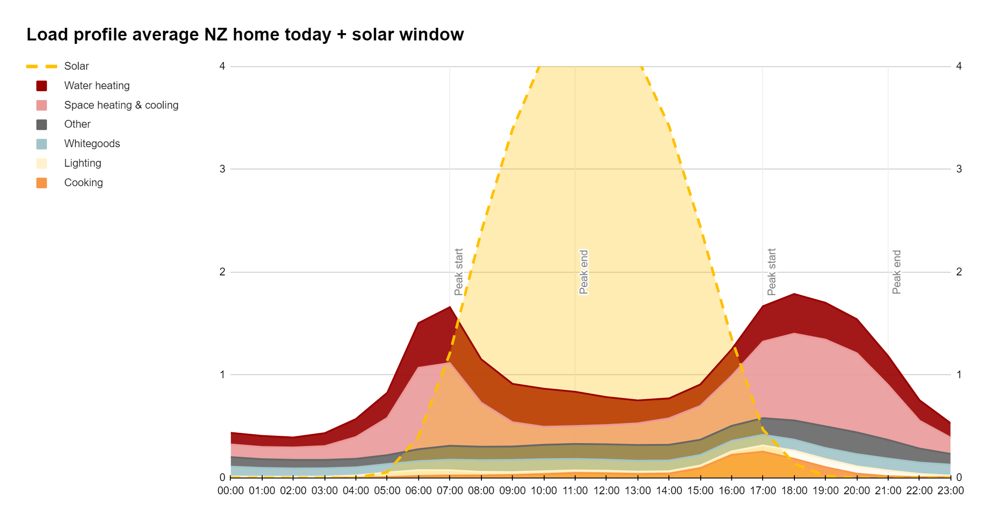 Load profile average NZ home today + solar window
Solar
Water heating
Space heating & cooling
Other
Whitegoods
Lighting
Cooking
4 4
3 3
Peak start Peak end Peak start Peak end
2 2
1 1
0 0
00:00 01:00 02:00 03:00 04:00 05:00 06:00 07:00 08:00 09:00 10:00 11:00 12:00 13:00 14:00 15:00 16:00 17:00 18:00 19:00 20:00 21:00 22:00 23:00